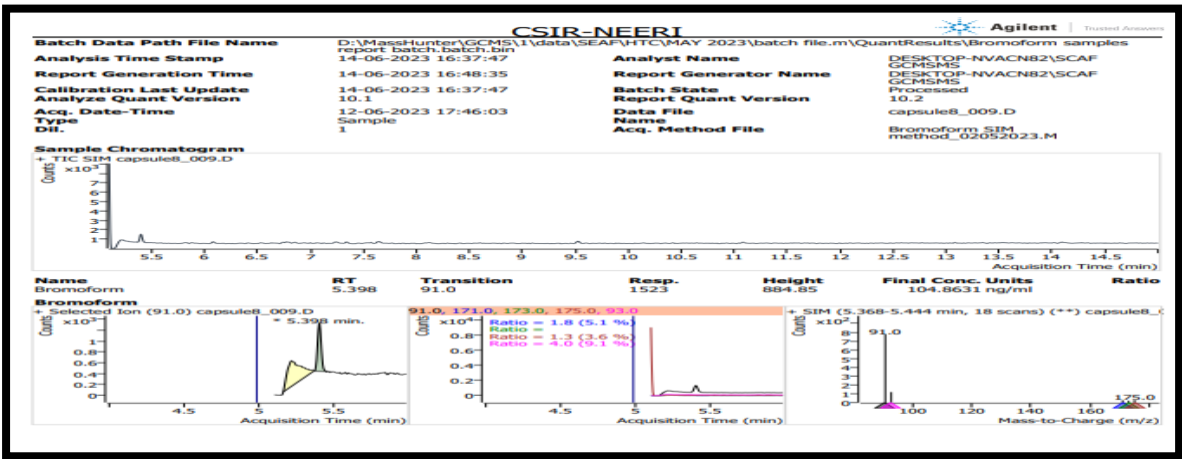 CSIR-NEERI
Agilent | Trusted Answers
Batch Data Path File Name D:\MassHunter\GCMS\1\data\SEAF\HTC\MAY 2023\batch file.m\QuantResults\Bromoform samples
report batch.batch.bin
Analysis Time Stamp 14-06-2023 16:37:47 Analyst Name DESKTOP-NVACN82\SCAF
GCMSMS
Report Generation Time 14-06-2023 16:48:35 Report Generator Name DESKTOP-NVACN82\SCAF
GCMSMS
Calibration Last Update 14-06-2023 16:37:47 Batch State Processed
Analyze Quant Version 10.1 Report Quant Version 10.2
Acq. Date-Time 12-06-2023 17:46:03 Data File capsule8_009.D
Type Sample Name
Dil. 1 Acq. Method File Bromoform SIM
method_02052023.M
Sample Chromatogram
+ TIC SIM capsule8_009.D
Counts x10³
7
6
5
4
3
2
1
5.5 6 6.5 7 7.5 8 8.5 9 9.5 10 10.5 11 11.5 12 12.5 13 13.5 14 14.5
Acquisition Time (min)
Name RT Transition Resp. Height Final Conc. Units Ratio
Bromoform 5.398 91.0 1523 884.85 104.8631 ng/ml
Bromoform
+ Selected Ion (91.0) capsule8_009.D
Counts x10³
* 5.398 min.
1
0.8
0.6
0.4
0.2
0
4.5 5 5.5
Acquisition Time (min)
91.0, 171.0, 173.0, 175.0, 93.0
Counts x10⁴
Ratio = 1.8 (5.1 %)
Ratio =
Ratio = 1.3 (3.6 %)
Ratio = 4.0 (9.1 %)
0.8
0.6
0.4
0.2
0
4.5 5 5.5
Acquisition Time (min)
+ SIM (5.368-5.444 min, 18 scans) (**) capsule8_(
Counts x10²
91.0
8
7
6
5
4
3
2
1
0
175.0
100 120 140 160
Mass-to-Charge (m/z)